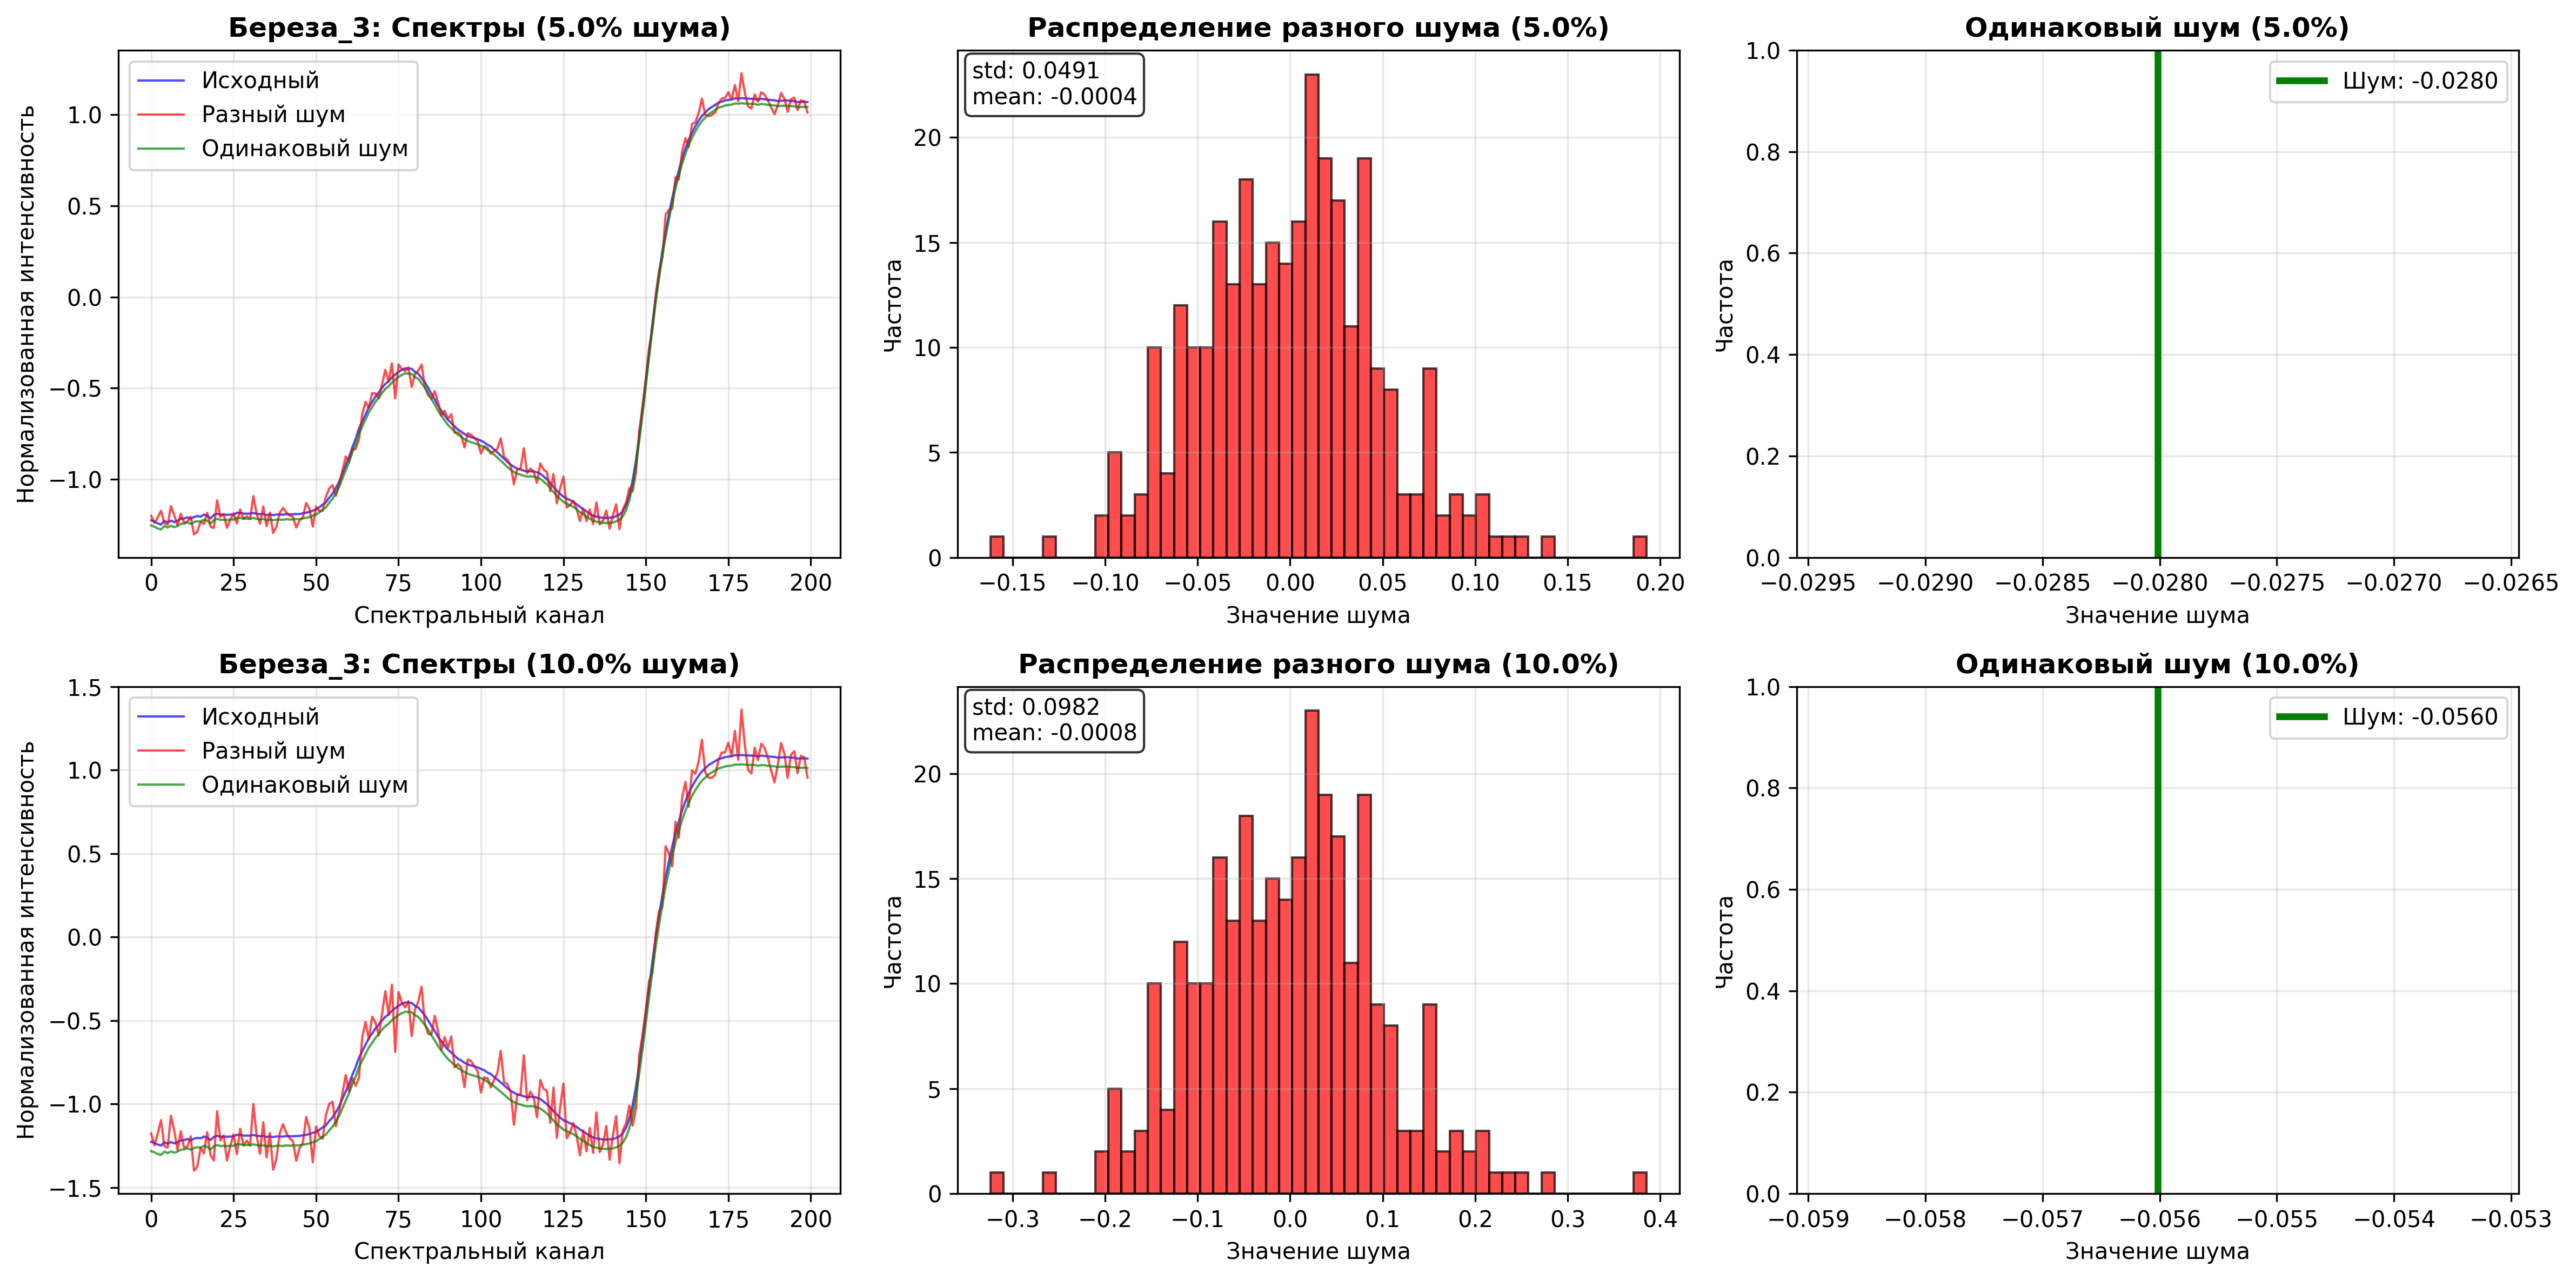 Береза_3: Спектры (5.0% шума)
Исходный
Разный шум
Одинаковый шум
Нормализованная интенсивность
1.0
0.5
0.0
−0.5
−1.0
0 25 50 75 100 125 150 175 200
Спектральный канал
Распределение разного шума (5.0%)
std: 0.0491
mean: -0.0004
Частота
20
15
10
5
0
−0.15 −0.10 −0.05 0.00 0.05 0.10 0.15 0.20
Значение шума
Одинаковый шум (5.0%)
Шум: -0.0280
Частота
1.0
0.8
0.6
0.4
0.2
0.0
−0.0295 −0.0290 −0.0285 −0.0280 −0.0275 −0.0270 −0.0265
Значение шума
Береза_3: Спектры (10.0% шума)
Исходный
Разный шум
Одинаковый шум
Нормализованная интенсивность
1.5
1.0
0.5
0.0
−0.5
−1.0
−1.5
0 25 50 75 100 125 150 175 200
Спектральный канал
Распределение разного шума (10.0%)
std: 0.0982
mean: -0.0008
Частота
20
15
10
5
0
−0.3 −0.2 −0.1 0.0 0.1 0.2 0.3 0.4
Значение шума
Одинаковый шум (10.0%)
Шум: -0.0560
Частота
1.0
0.8
0.6
0.4
0.2
0.0
−0.059 −0.058 −0.057 −0.056 −0.055 −0.054 −0.053
Значение шума